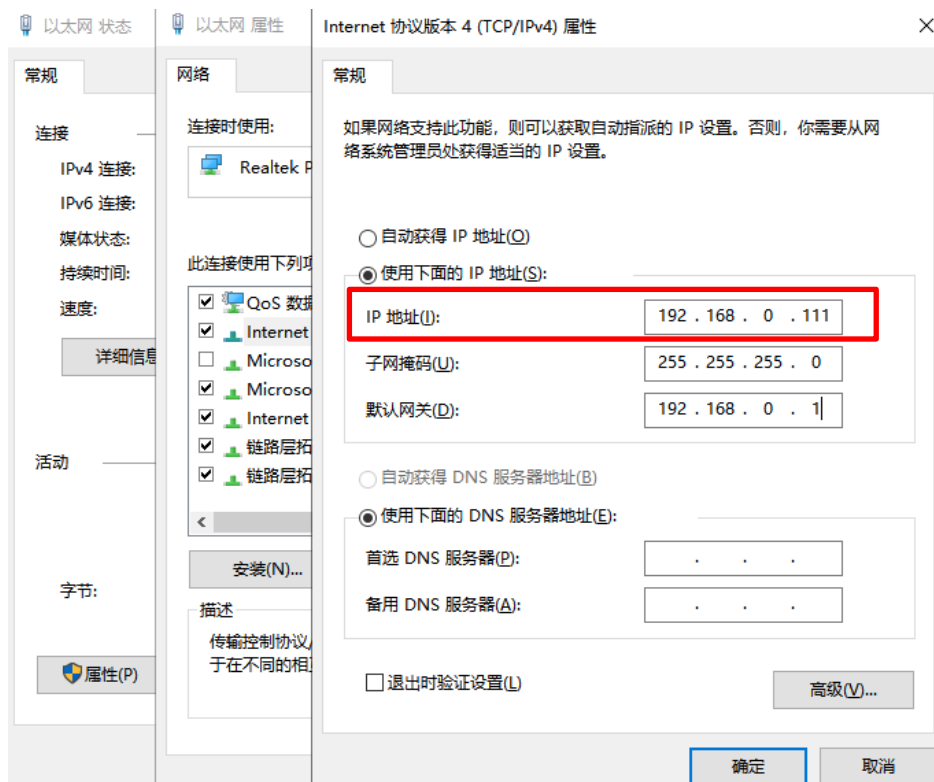 以太网 状态
常规
连接
IPv4 连接:
IPv6 连接:
媒体状态:
持续时间:
速度:
详细信息
活动
字节:
属性(P)
以太网 属性
网络
连接时使用:
Realtek P
此连接使用下列项
QoS 数据
Internet
Microso
Microso
Internet
链路层拓
链路层拓
安装(N)...
描述
传输控制协议/
于在不同的相互
Internet 协议版本 4 (TCP/IPv4) 属性
常规
如果网络支持此功能，则可以获取自动指派的 IP 设置。否则，你需要从网
络系统管理员处获得适当的 IP 设置。
自动获得 IP 地址(O)
使用下面的 IP 地址(S):
IP 地址(I): 192 . 168 . 0 . 111
子网掩码(U): 255 . 255 . 255 . 0
默认网关(D): 192 . 168 . 0 . 1
自动获得 DNS 服务器地址(B)
使用下面的 DNS 服务器地址(E):
首选 DNS 服务器(P): . . .
备用 DNS 服务器(A): . . .
退出时验证设置(L)
高级(V)...
确定
取消